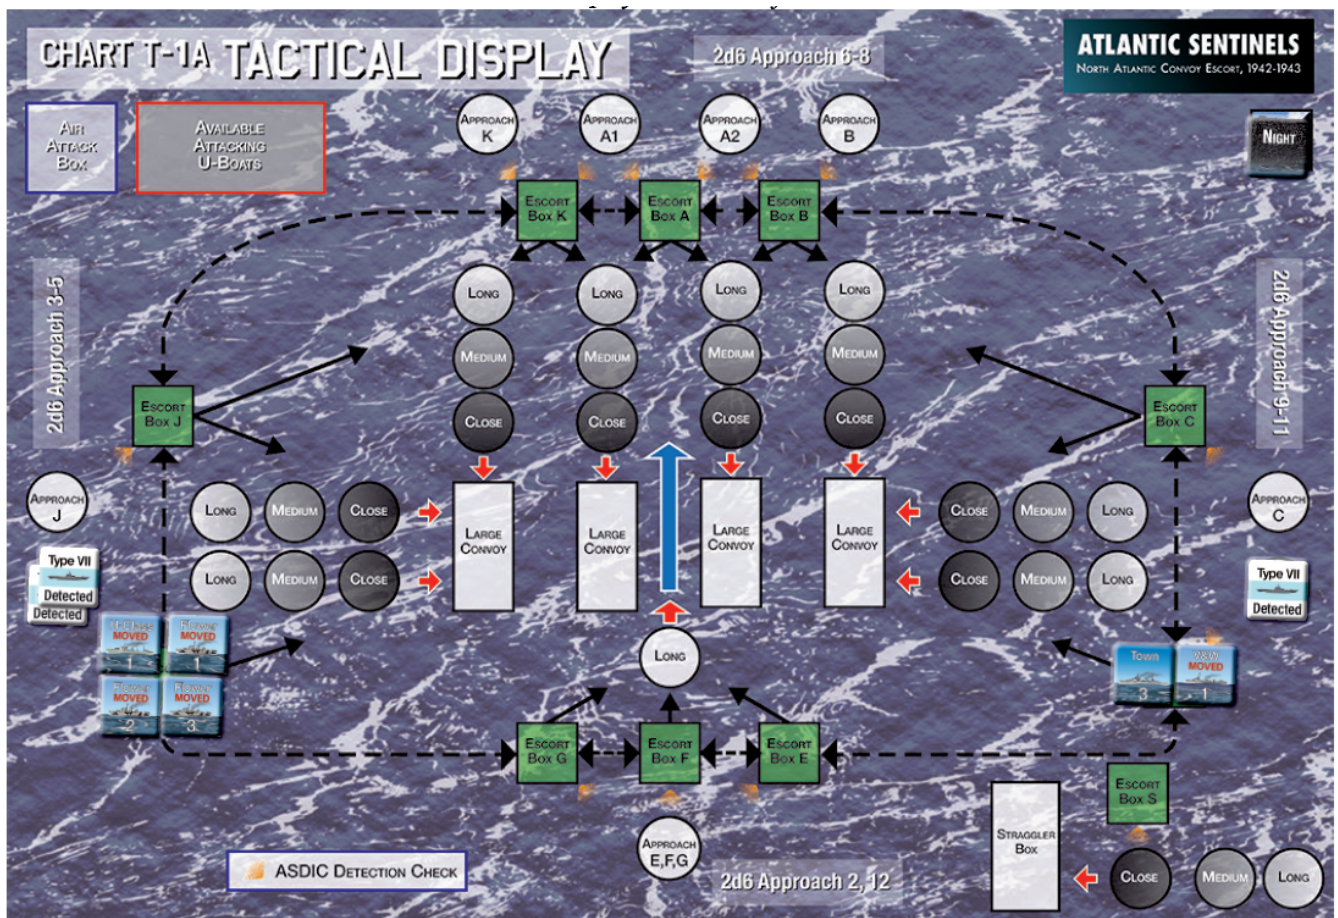 CHART T-1A TACTICAL DISPLAY
2d6 Approach 6-8
ATLANTIC SENTINELS
North Atlantic Convoy Escort, 1942-1943
Air
Attack
Box
Available
Attacking
U-Boats
Approach
K
Approach
A1
Approach
A2
Approach
B
Night
Escort
Box K
Escort
Box A
Escort
Box B
2d6 Approach 3-5
2d6 Approach 9-11
Long
Long
Long
Long
Medium
Medium
Medium
Medium
Close
Close
Close
Close
Escort
Box J
Escort
Box C
Approach
J
Approach
C
Long
Medium
Close
Large
Convoy
Large
Convoy
Large
Convoy
Large
Convoy
Close
Medium
Long
Long
Medium
Close
Close
Medium
Long
Type VII
Detected
Detected
Type VII
Detected
H-Class
MOVED
1
Flower
MOVED
1
Flower
MOVED
2
Flower
MOVED
3
Long
Town
3
V&W
MOVED
1
Escort
Box G
Escort
Box F
Escort
Box E
Escort
Box S
Straggler
Box
Approach
E,F,G
2d6 Approach 2, 12
ASDIC Detection Check
Close
Medium
Long